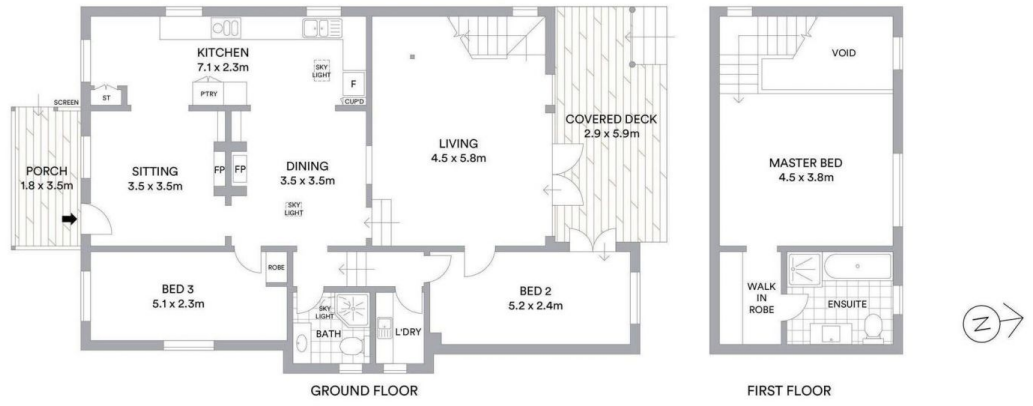 KITCHEN
7.1 x 2.3m
SKY
LIGHT
F
CUP'D
P'TRY
ST
SCREEN
PORCH
1.8 x 3.5m
SITTING
3.5 x 3.5m
FP
FP
DINING
3.5 x 3.5m
SKY
LIGHT
LIVING
4.5 x 5.8m
COVERED DECK
2.9 x 5.9m
BED 3
5.1 x 2.3m
ROBE
SKY
LIGHT
BATH
L'DRY
BED 2
5.2 x 2.4m
GROUND FLOOR
VOID
MASTER BED
4.5 x 3.8m
WALK
IN
ROBE
ENSUITE
FIRST FLOOR
N